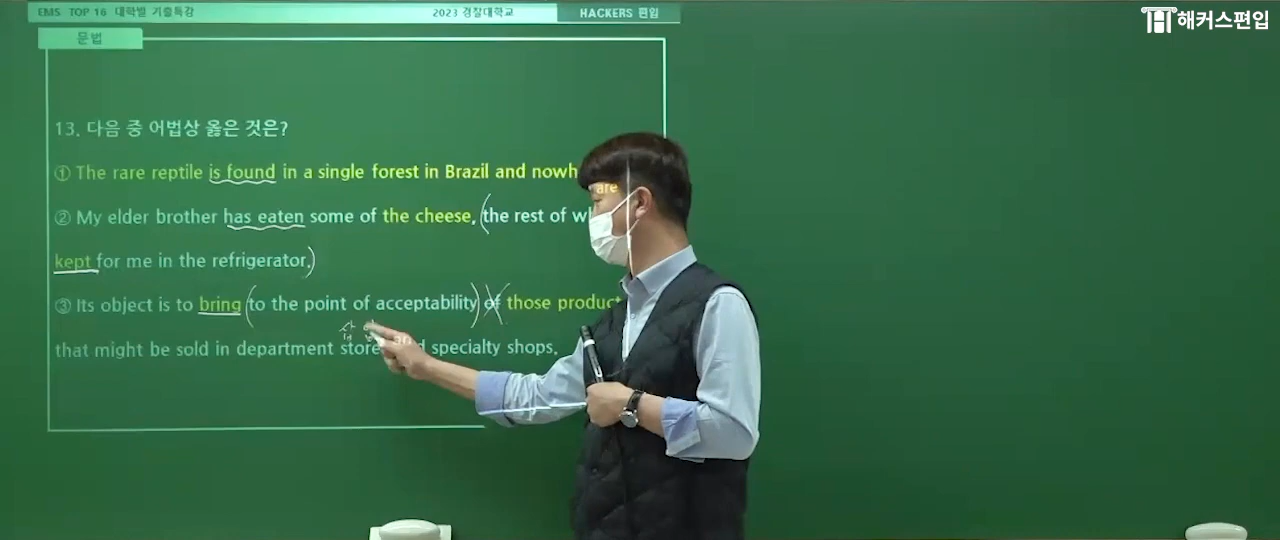 EMS TOP 16 대학별 기출특강
2023 경찰대학교
HACKERS 편입
해커스편입
문법
13. 다음 중 어법상 옳은 것은?
① The rare reptile is found in a single forest in Brazil and nowh
are
② My elder brother has eaten some of the cheese, (the rest of w
kept for me in the refrigerator.)
③ Its object is to bring (to the point of acceptability) of those product
삽입
that might be sold in department stores and specialty shops.